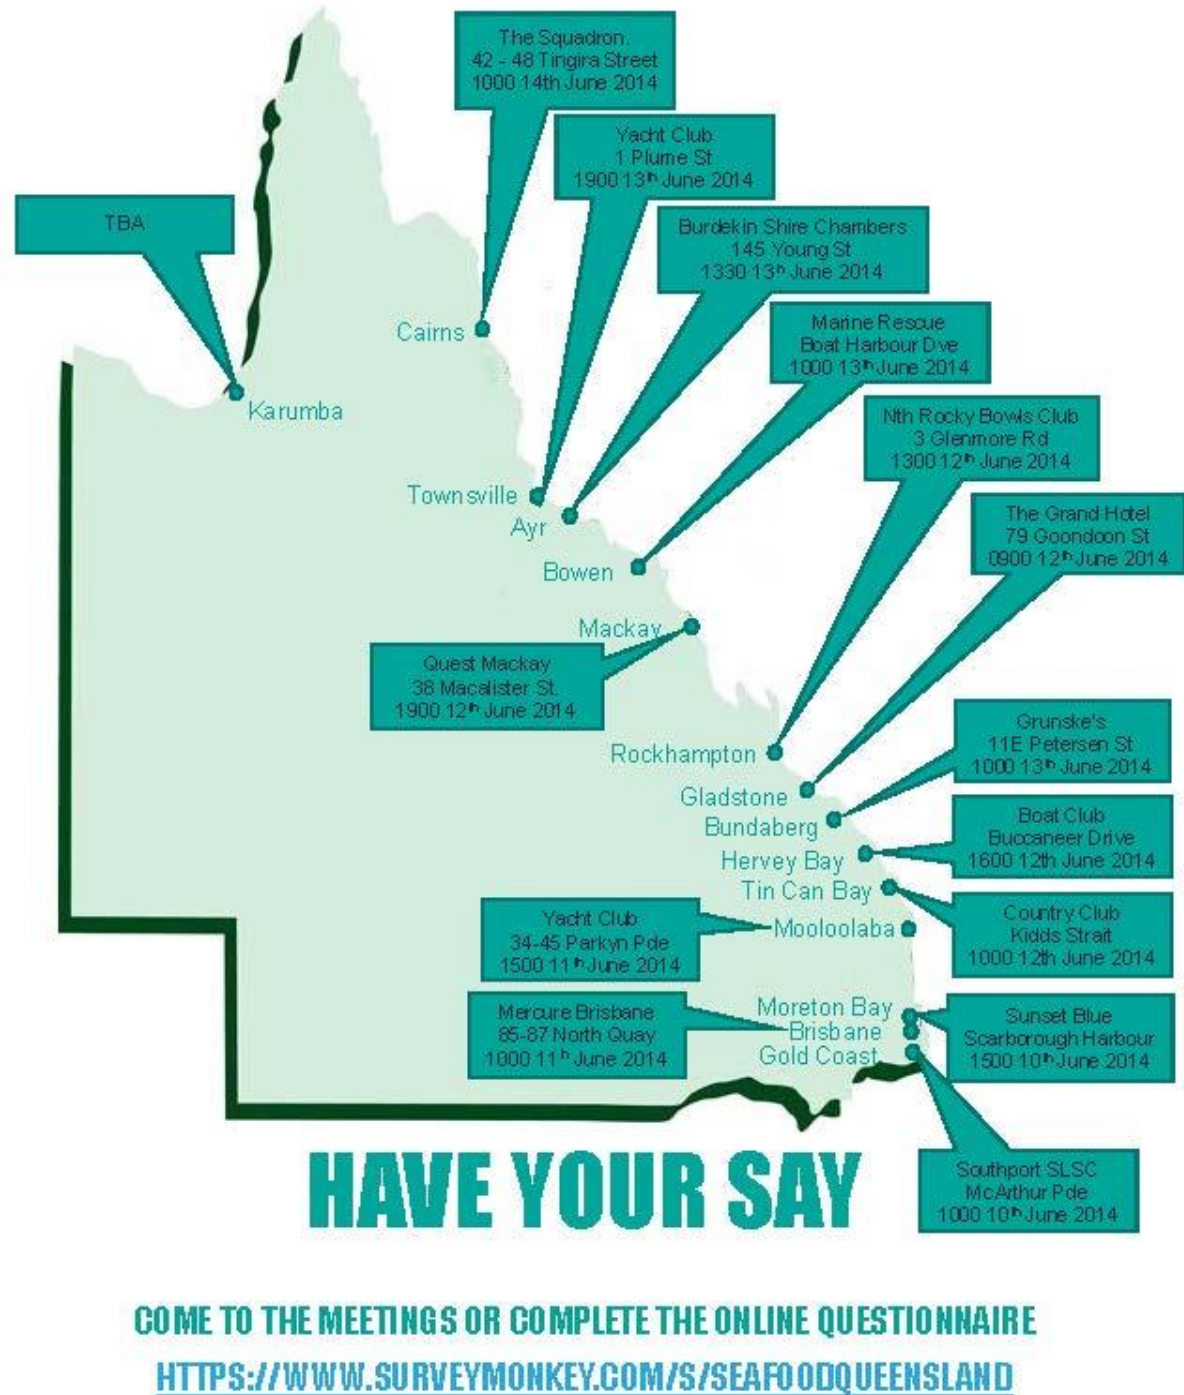 The Squadron.
42 - 48 Tingira Street
1000 14th June 2014
Yacht Club
1 Plume St
1900 13th June 2014
TBA
Burdekin Shire Chambers
145 Young St
1330 13th June 2014
Cairns
Marine Rescue
Boat Harbour Dve
1000 13th June 2014
Karumba
Nth Rocky Bowls Club
3 Glenmore Rd
1300 12th June 2014
Townsville
Ayr
The Grand Hotel
79 Goondoon St
0900 12th June 2014
Bowen
Mackay
Quest Mackay
38 Macalister St.
1900 12th June 2014
Rockhampton
Grunske's
11E Petersen St
1000 13th June 2014
Gladstone
Bundaberg
Boat Club
Buccaneer Drive
1600 12th June 2014
Hervey Bay
Tin Can Bay
Country Club
Kidds Strait
1000 12th June 2014
Yacht Club
34-45 Parkyn Pde
1500 11th June 2014
Mooloolaba
Mercure Brisbane
85-87 North Quay
1000 11th June 2014
Moreton Bay
Brisbane
Gold Coast
Sunset Blue
Scarborough Harbour
1500 10th June 2014
Southport SLSC
McArthur Pde
1000 10th June 2014
HAVE YOUR SAY
COME TO THE MEETINGS OR COMPLETE THE ONLINE QUESTIONNAIRE
HTTPS://WWW.SURVEYMONKEY.COM/S/SEAFOODQUEENSLAND